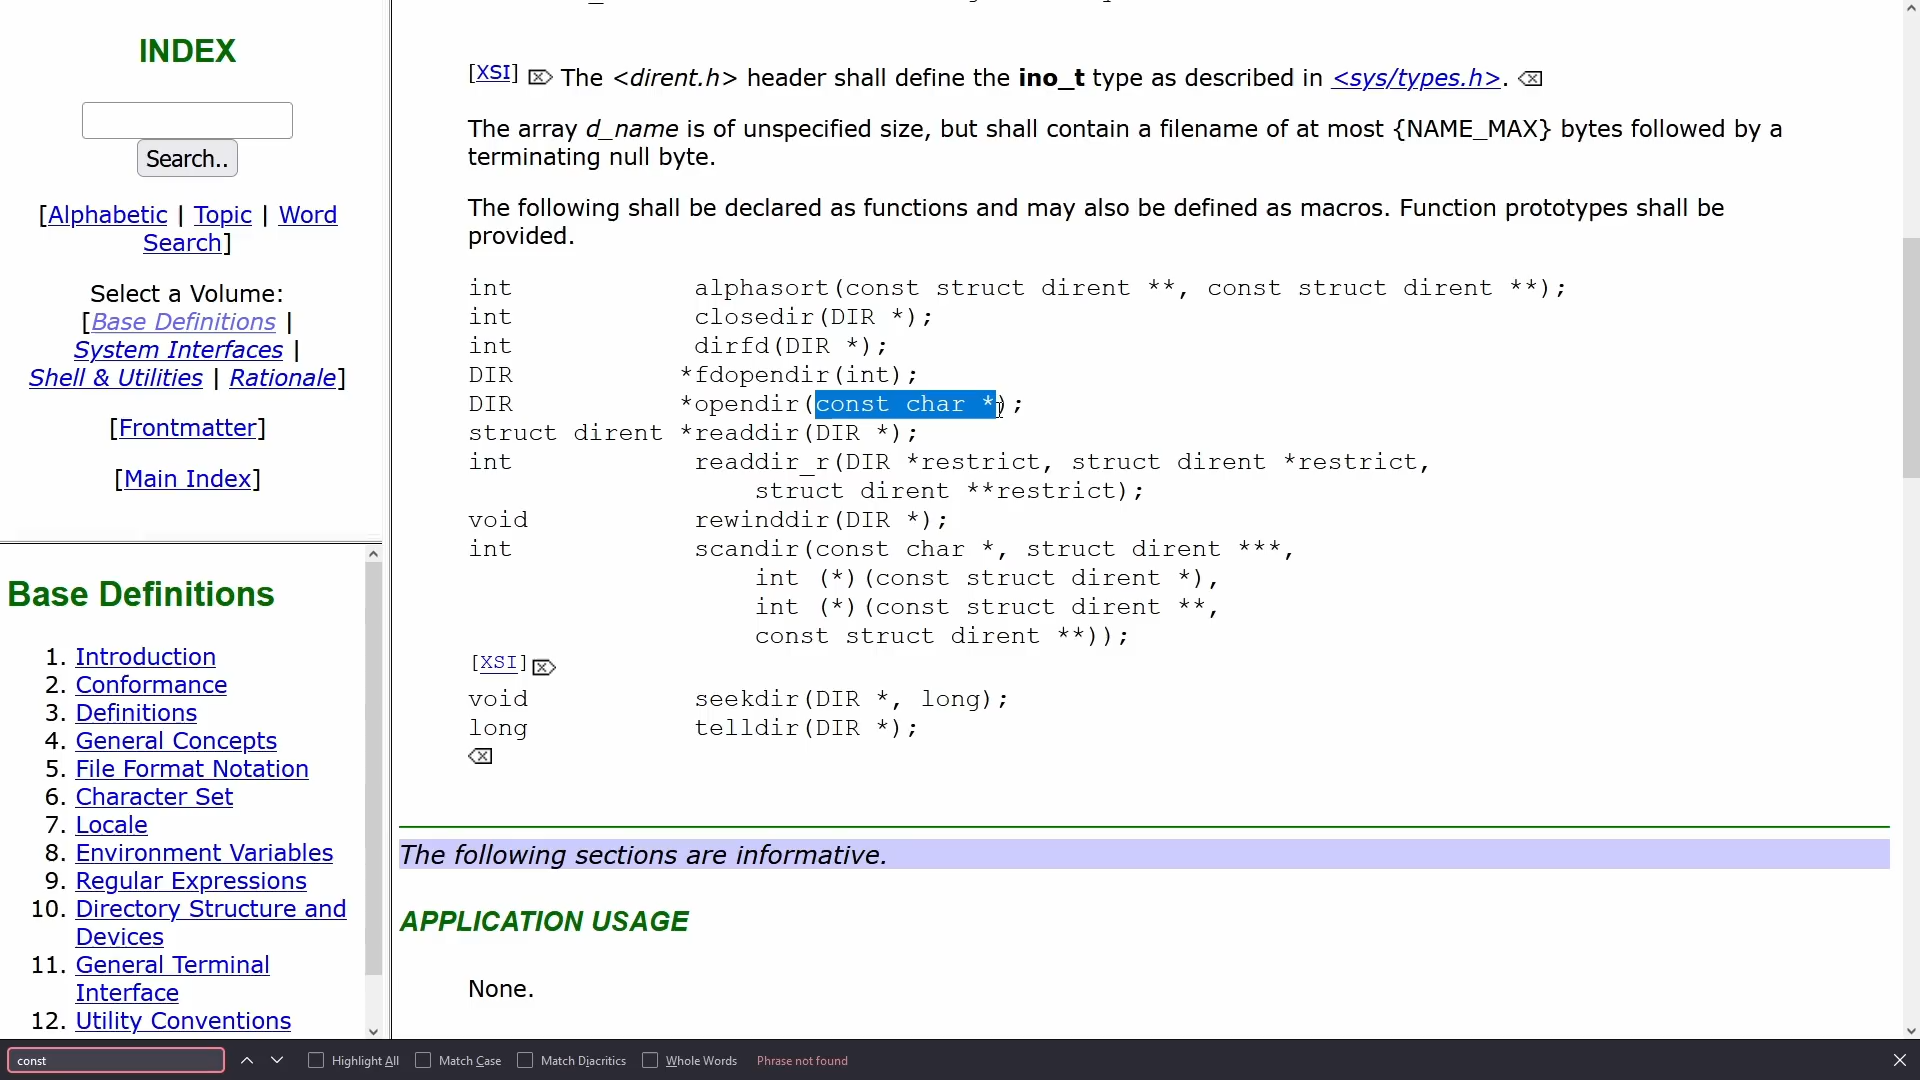 INDEX
Search..
[Alphabetic | Topic | Word
Search]
Select a Volume:
[Base Definitions |
System Interfaces |
Shell & Utilities | Rationale]
[Frontmatter]
[Main Index]
Base Definitions
1. Introduction
2. Conformance
3. Definitions
4. General Concepts
5. File Format Notation
6. Character Set
7. Locale
8. Environment Variables
9. Regular Expressions
10. Directory Structure and
Devices
11. General Terminal
Interface
12. Utility Conventions
[XSI] The <dirent.h> header shall define the ino_t type as described in <sys/types.h>.
The array d_name is of unspecified size, but shall contain a filename of at most {NAME_MAX} bytes followed by a
terminating null byte.
The following shall be declared as functions and may also be defined as macros. Function prototypes shall be
provided.
int alphasort(const struct dirent **, const struct dirent **);
int closedir(DIR *);
int dirfd(DIR *);
DIR *fdopendir(int);
DIR *opendir(const char *);
struct dirent *readdir(DIR *);
int readdir_r(DIR *restrict, struct dirent *restrict,
struct dirent **restrict);
void rewinddir(DIR *);
int scandir(const char *, struct dirent ***,
int (*)(const struct dirent *),
int (*)(const struct dirent **,
const struct dirent **));
[XSI]
void seekdir(DIR *, long);
long telldir(DIR *);
The following sections are informative.
APPLICATION USAGE
None.
const Highlight All Match Case Match Diacritics Whole Words Phrase not found